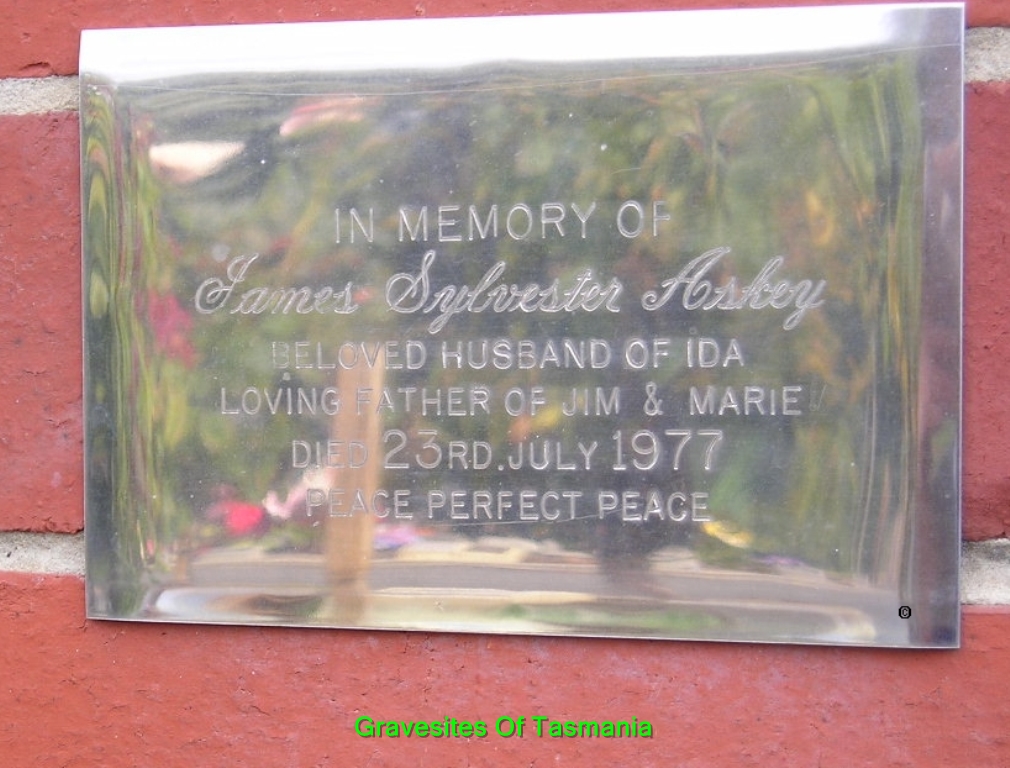 IN MEMORY OF
James Sylvester Askey
BELOVED HUSBAND OF IDA
LOVING FATHER OF JIM & MARIE
DIED 23RD. JULY 1977
PEACE PERFECT PEACE
©
Gravesites Of Tasmania